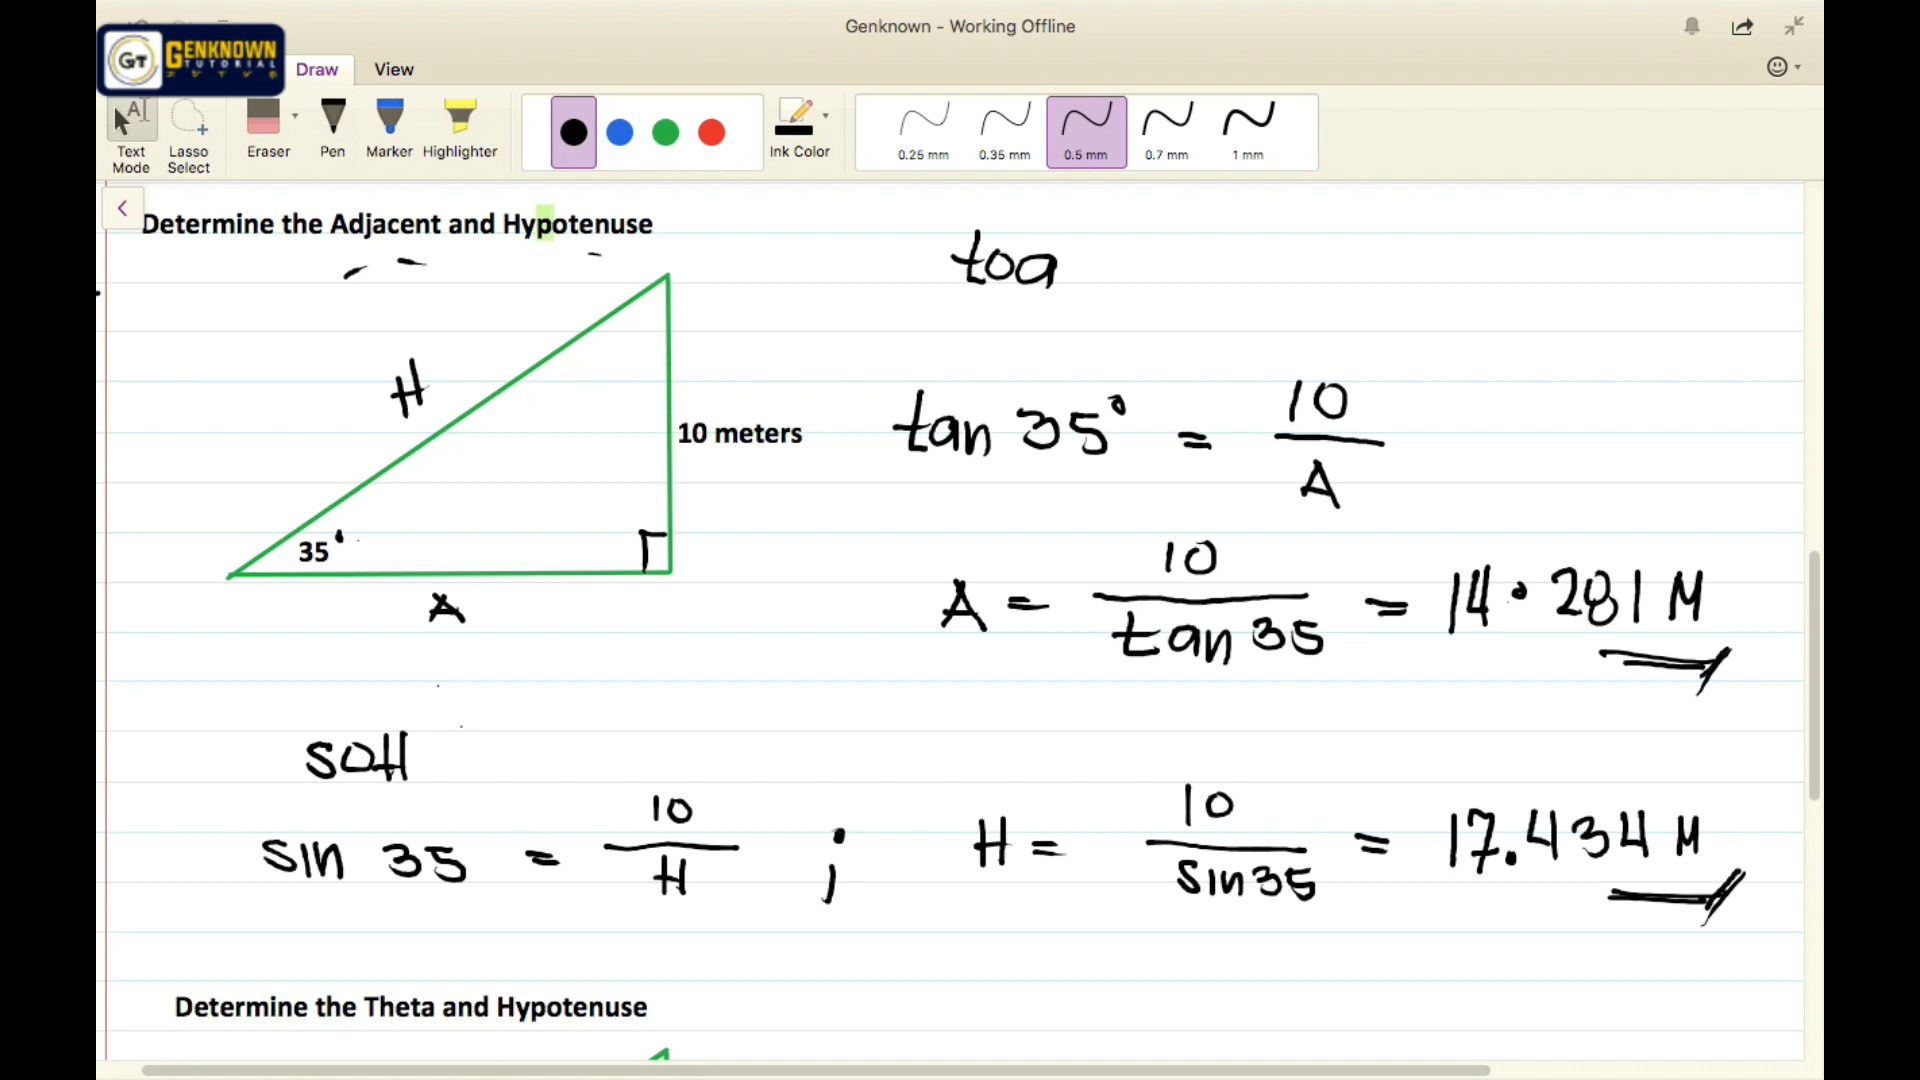 Genknown - Working Offline
GT GENKNOWN
TUTORIAL
Draw View
Text Mode
Lasso Select
Eraser
Pen
Marker
Highlighter
Ink Color
0.25 mm
0.35 mm
0.5 mm
0.7 mm
1 mm
Determine the Adjacent and Hypotenuse
toa
H
10 meters
tan 35° = 10 / A
35°
A
A = 10 / tan 35 = 14.281 M
SOH
sin 35 = 10 / H ; H = 10 / sin 35 = 17.434 M
Determine the Theta and Hypotenuse